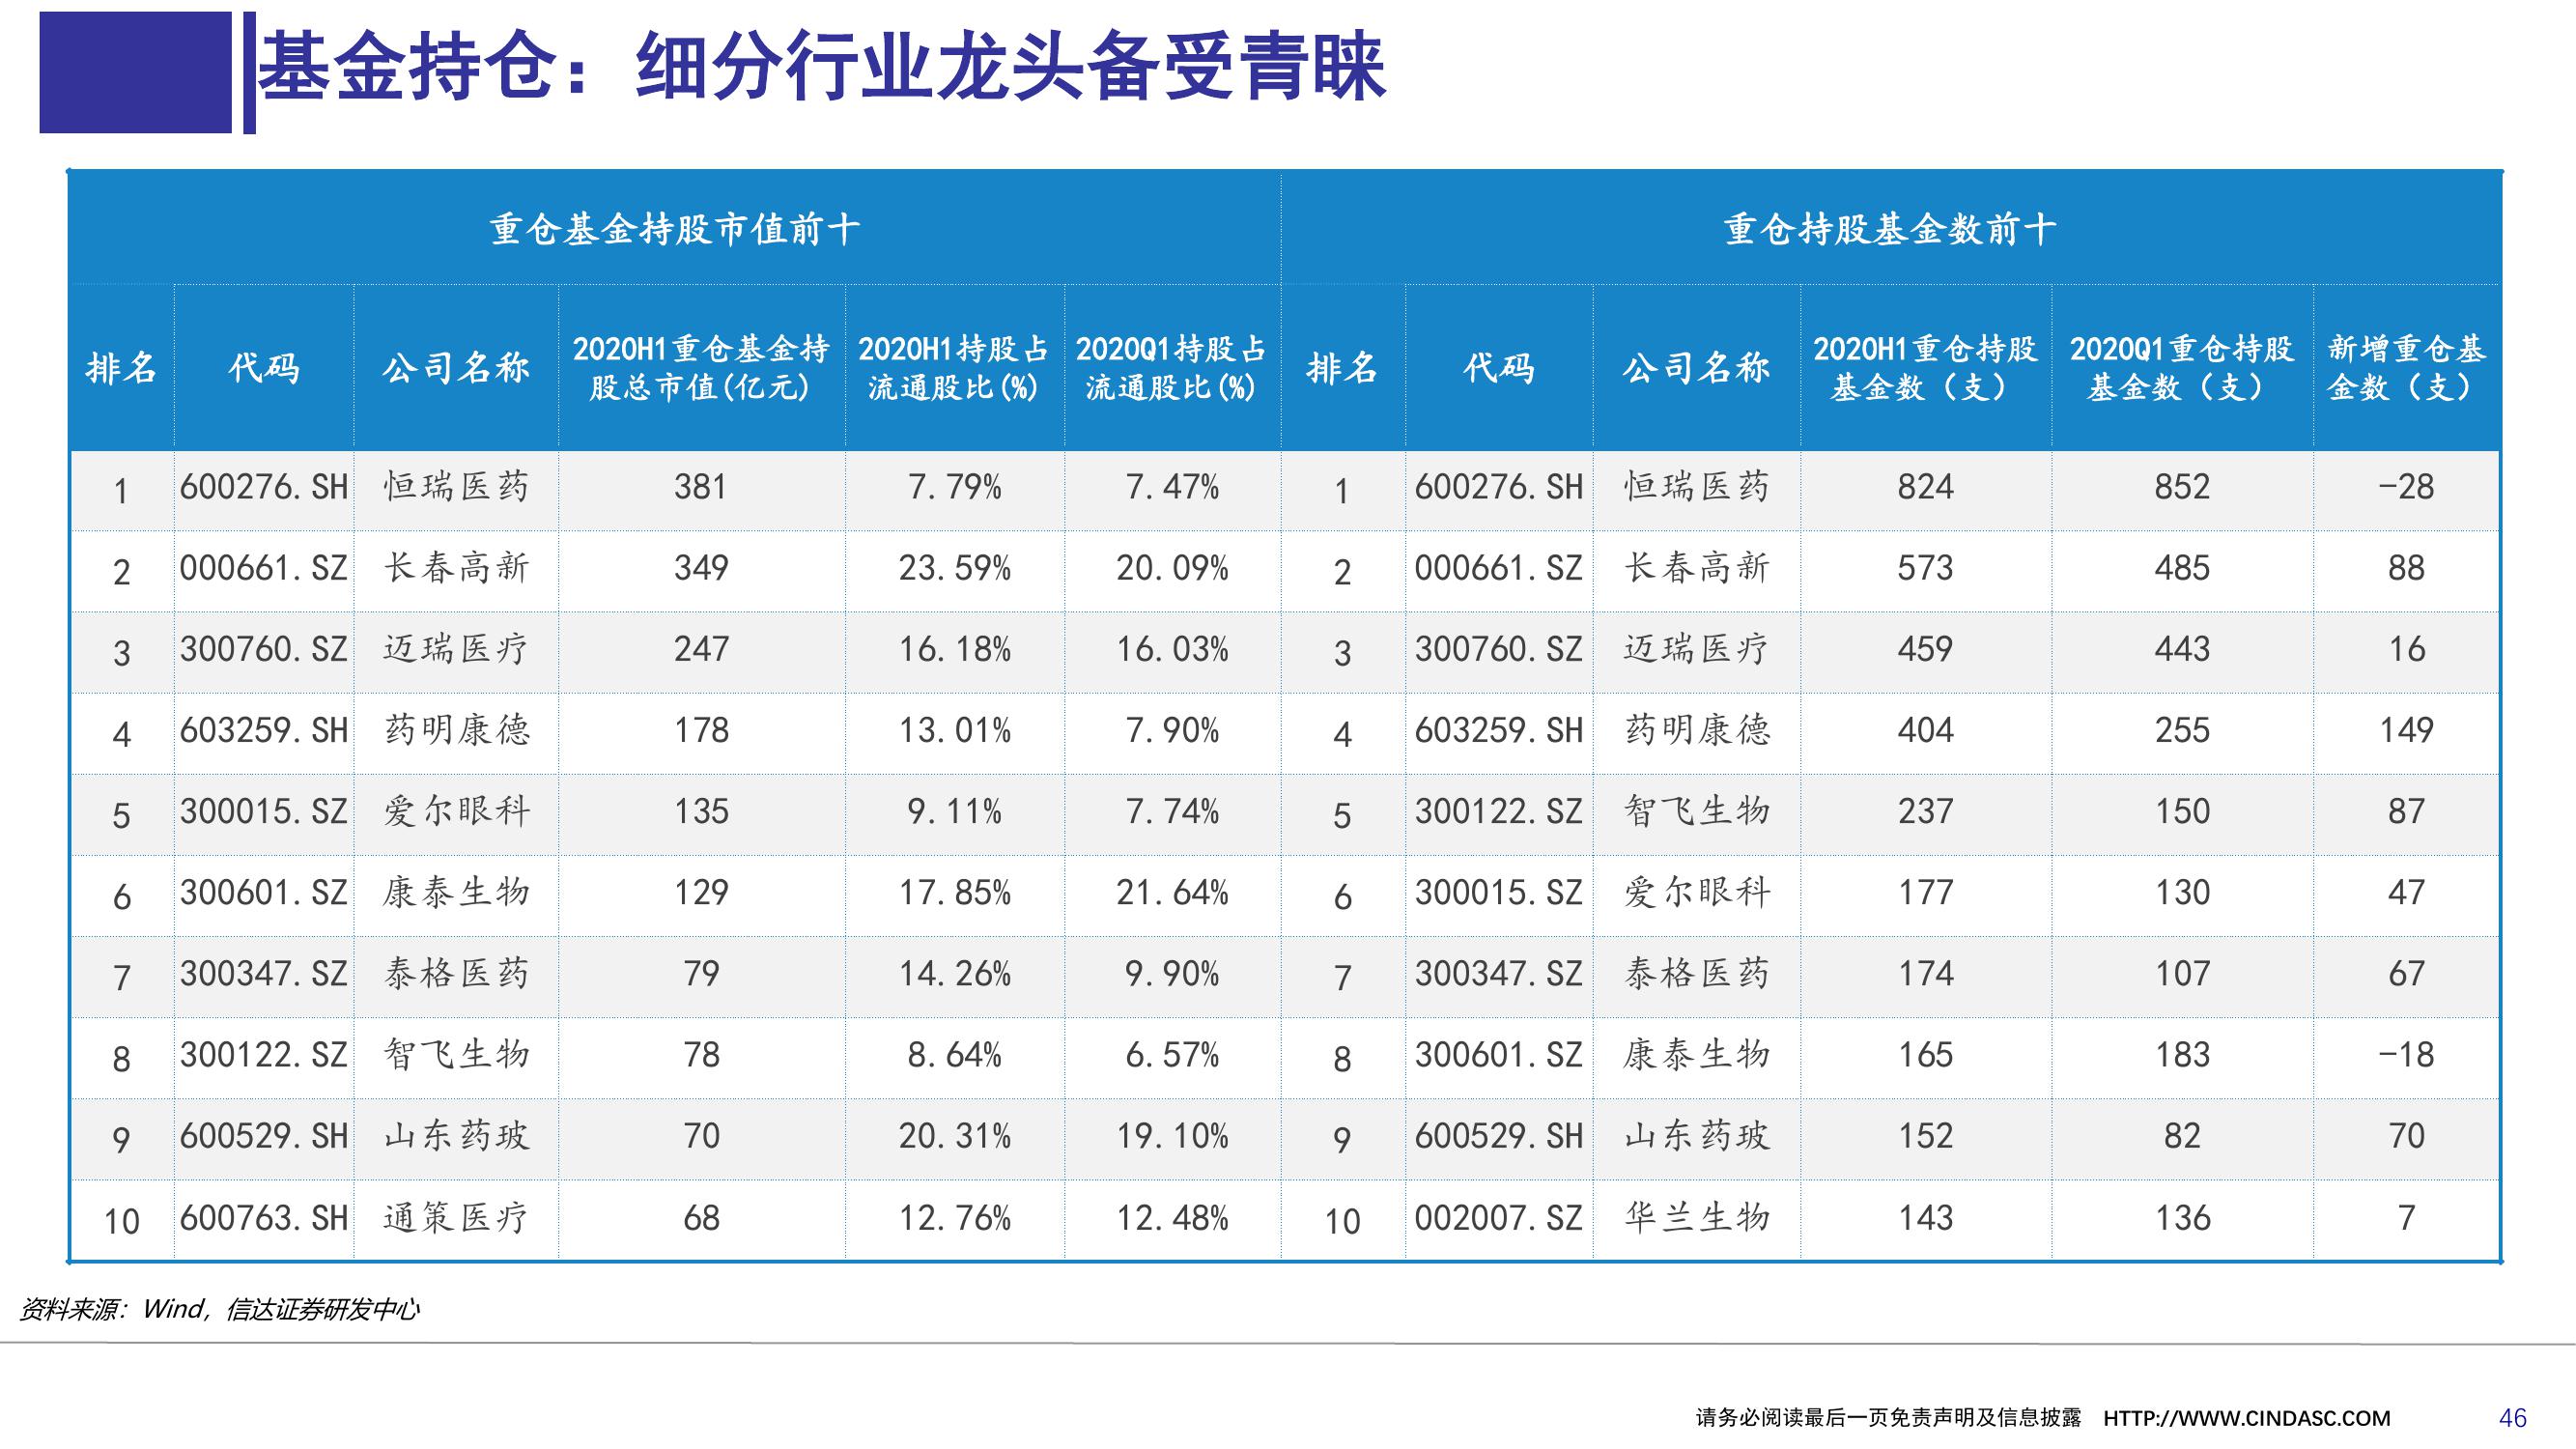 基金持仓：细分行业龙头备受青睐
重仓基金持股市值前十 重仓持股基金数前十
排名 代码 公司名称 2020H1重仓基金持股总市值(亿元) 2020H1持股占流通股比(%) 2020Q1持股占流通股比(%) 排名 代码 公司名称 2020H1重仓持股基金数（支） 2020Q1重仓持股基金数（支） 新增重仓基金数（支）
1 600276.SH 恒瑞医药 381 7.79% 7.47% 1 600276.SH 恒瑞医药 824 852 -28
2 000661.SZ 长春高新 349 23.59% 20.09% 2 000661.SZ 长春高新 573 485 88
3 300760.SZ 迈瑞医疗 247 16.18% 16.03% 3 300760.SZ 迈瑞医疗 459 443 16
4 603259.SH 药明康德 178 13.01% 7.90% 4 603259.SH 药明康德 404 255 149
5 300015.SZ 爱尔眼科 135 9.11% 7.74% 5 300122.SZ 智飞生物 237 150 87
6 300601.SZ 康泰生物 129 17.85% 21.64% 6 300015.SZ 爱尔眼科 177 130 47
7 300347.SZ 泰格医药 79 14.26% 9.90% 7 300347.SZ 泰格医药 174 107 67
8 300122.SZ 智飞生物 78 8.64% 6.57% 8 300601.SZ 康泰生物 165 183 -18
9 600529.SH 山东药玻 70 20.31% 19.10% 9 600529.SH 山东药玻 152 82 70
10 600763.SH 通策医疗 68 12.76% 12.48% 10 002007.SZ 华兰生物 143 136 7
资料来源：Wind，信达证券研发中心
请务必阅读最后一页免责声明及信息披露 HTTP://WWW.CINDASC.COM 46